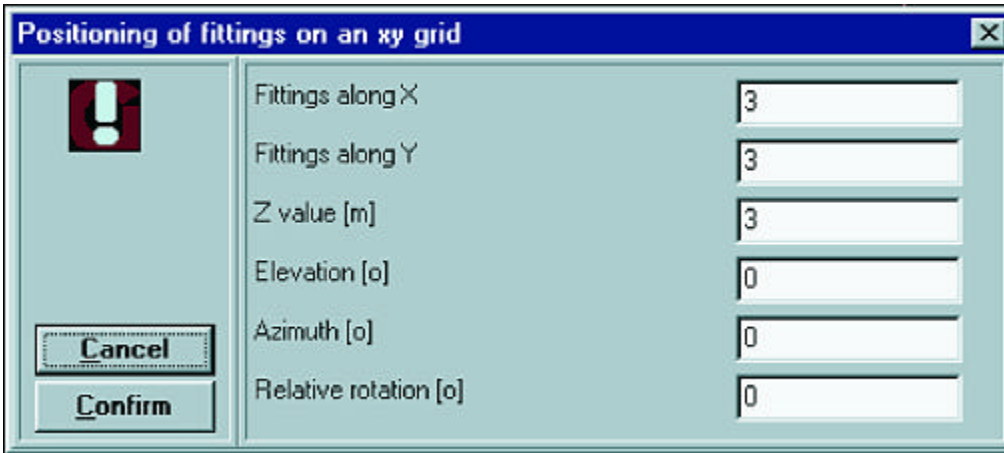 Positioning of fittings on an xy grid
Fittings along X 3
Fittings along Y 3
Z value [m] 3
Elevation [o] 0
Azimuth [o] 0
Relative rotation [o] 0
Cancel
Confirm